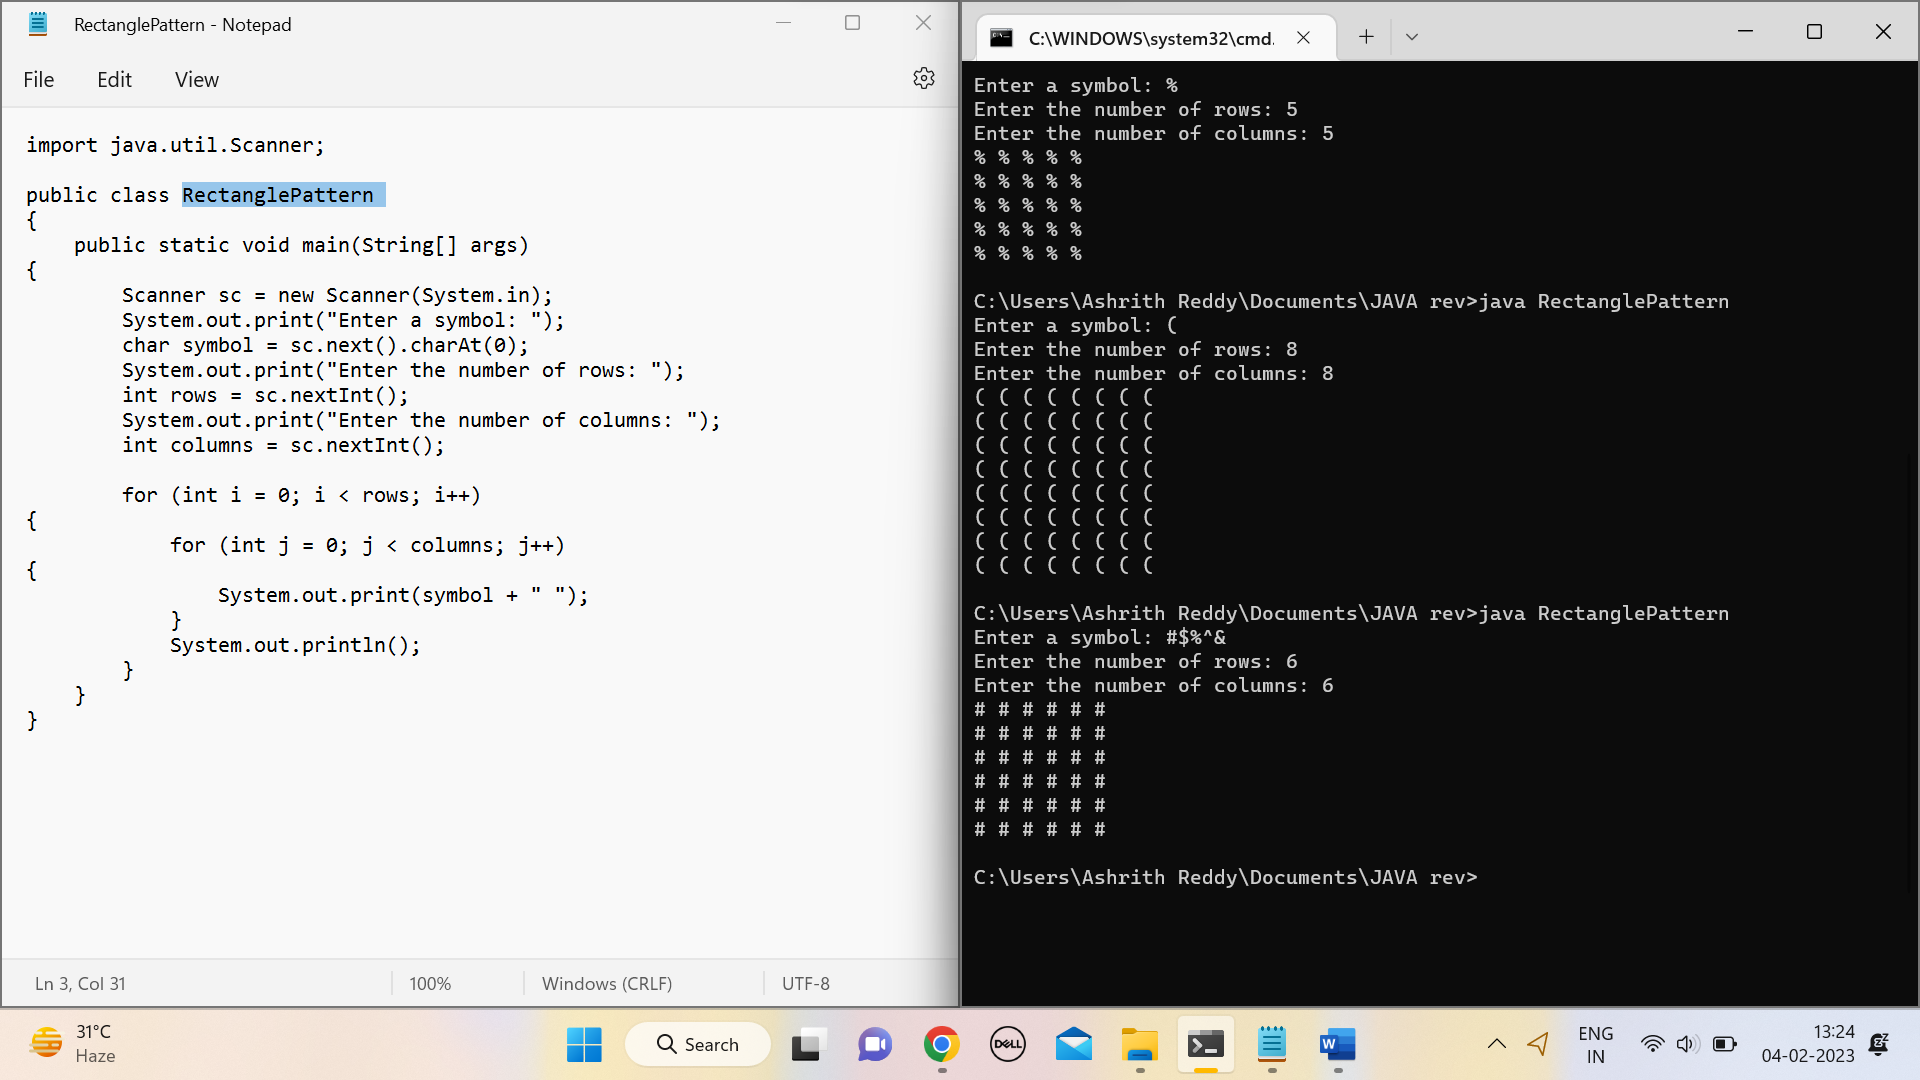 RectanglePattern - Notepad
File Edit View
import java.util.Scanner;
public class RectanglePattern
{
    public static void main(String[] args)
{
        Scanner sc = new Scanner(System.in);
        System.out.print("Enter a symbol: ");
        char symbol = sc.next().charAt(0);
        System.out.print("Enter the number of rows: ");
        int rows = sc.nextInt();
        System.out.print("Enter the number of columns: ");
        int columns = sc.nextInt();
        for (int i = 0; i < rows; i++)
{
            for (int j = 0; j < columns; j++)
{
                System.out.print(symbol + " ");
            }
            System.out.println();
        }
    }
}
Ln 3, Col 31 100% Windows (CRLF) UTF-8
C:\WINDOWS\system32\cmd.
Enter a symbol: %
Enter the number of rows: 5
Enter the number of columns: 5
% % % % %
% % % % %
% % % % %
% % % % %
% % % % %
C:\Users\Ashrith Reddy\Documents\JAVA rev>java RectanglePattern
Enter a symbol: (
Enter the number of rows: 8
Enter the number of columns: 8
( ( ( ( ( ( ( (
( ( ( ( ( ( ( (
( ( ( ( ( ( ( (
( ( ( ( ( ( ( (
( ( ( ( ( ( ( (
( ( ( ( ( ( ( (
( ( ( ( ( ( ( (
( ( ( ( ( ( ( (
C:\Users\Ashrith Reddy\Documents\JAVA rev>java RectanglePattern
Enter a symbol: #$%^&
Enter the number of rows: 6
Enter the number of columns: 6
# # # # # #
# # # # # #
# # # # # #
# # # # # #
# # # # # #
# # # # # #
C:\Users\Ashrith Reddy\Documents\JAVA rev>
31°C
Haze
Search
DELL
W
ENG
IN
13:24
04-02-2023